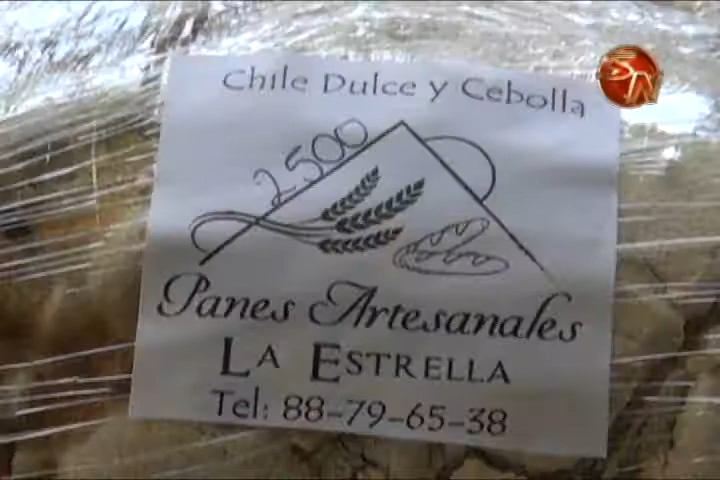 Chile Dulce y Cebolla
2500
Panes Artesanales
LA ESTRELLA
Tel: 88-79-65-38